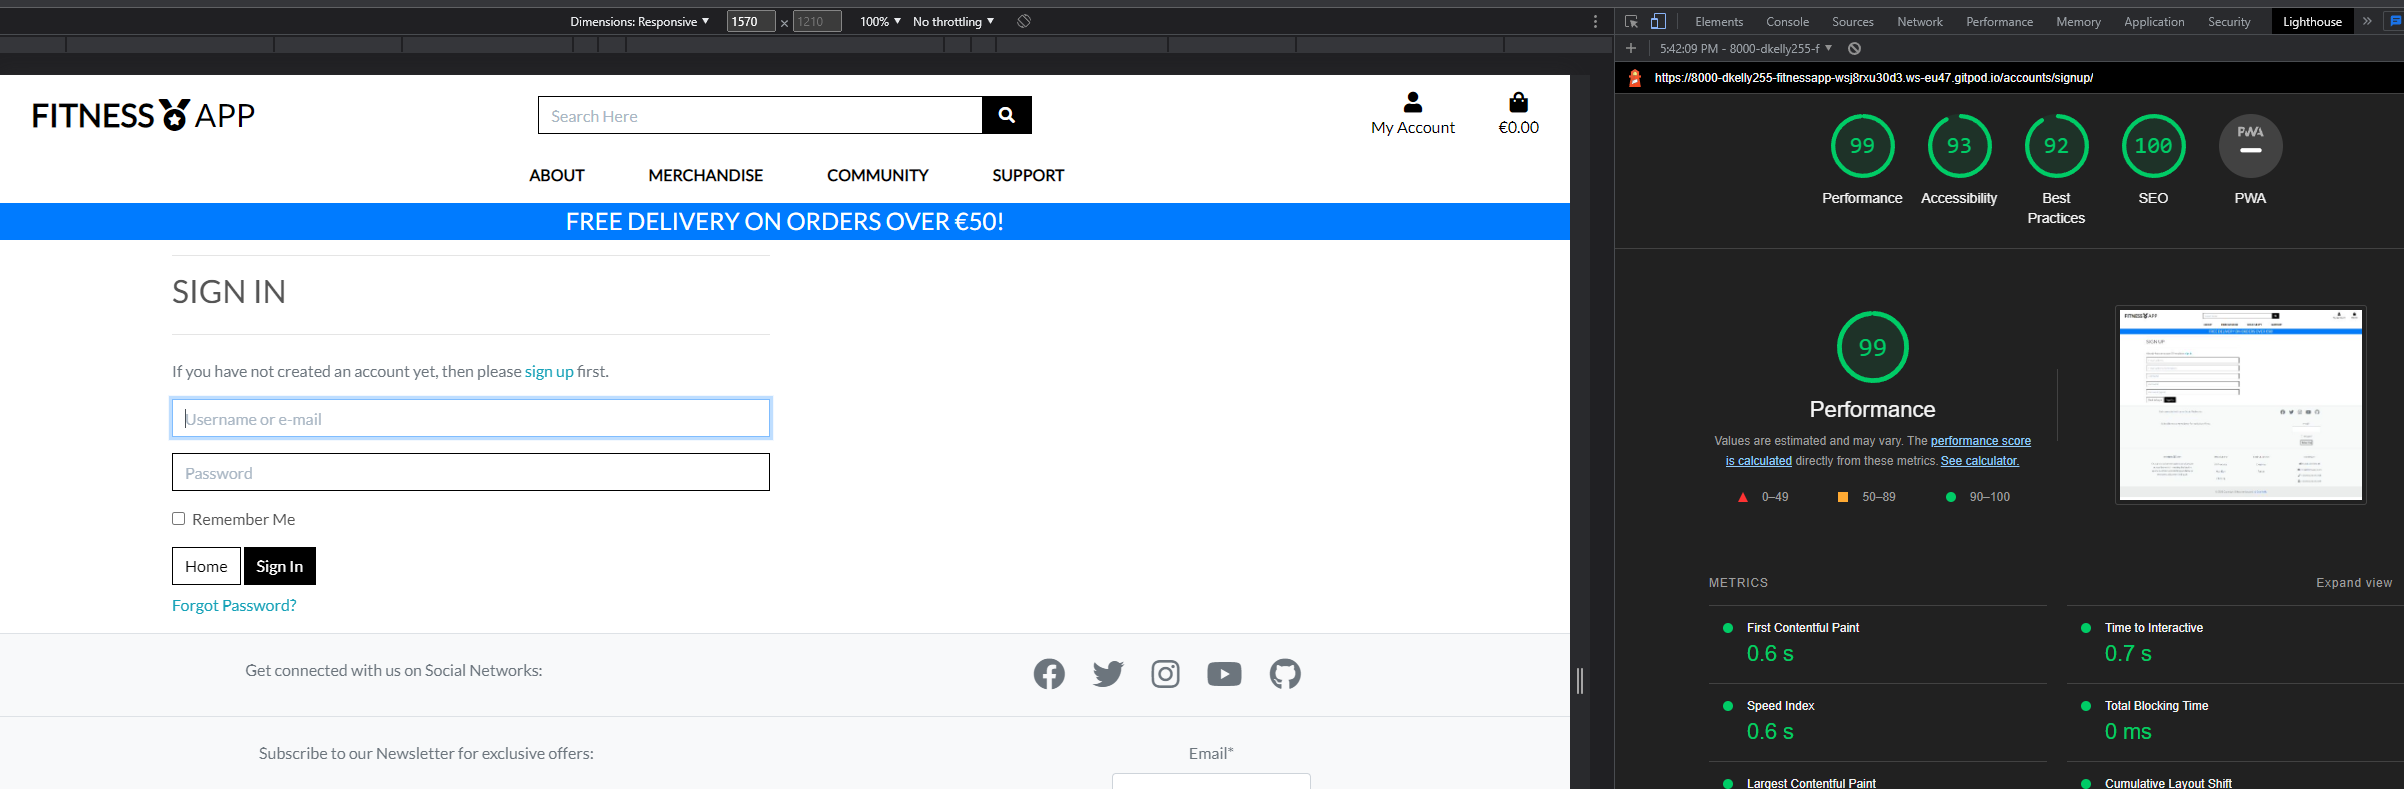 Dimensions: Responsive 1570 × 1210 100% No throttling
FITNESS APP
Search Here
My Account
€0.00
ABOUT MERCHANDISE COMMUNITY SUPPORT
FREE DELIVERY ON ORDERS OVER €50!
SIGN IN
If you have not created an account yet, then please sign up first.
Username or e-mail
Password
Remember Me
Home Sign In
Forgot Password?
Get connected with us on Social Networks:
Subscribe to our Newsletter for exclusive offers:
Email*
Elements Console Sources Network Performance Memory Application Security Lighthouse
5:42:09 PM - 8000-dkelly255-f
https://8000-dkelly255-fitnessapp-wsj8rxu30d3.ws-eu47.gitpod.io/accounts/signup/
99 93 92 100 PWA
Performance Accessibility Best Practices SEO PWA
99
Performance
Values are estimated and may vary. The performance score
is calculated directly from these metrics. See calculator.
0–49 50–89 90–100
FITNESS APP
SIGN UP
METRICS
Expand view
First Contentful Paint
0.6 s
Time to Interactive
0.7 s
Speed Index
0.6 s
Total Blocking Time
0 ms
Largest Contentful Paint
Cumulative Layout Shift